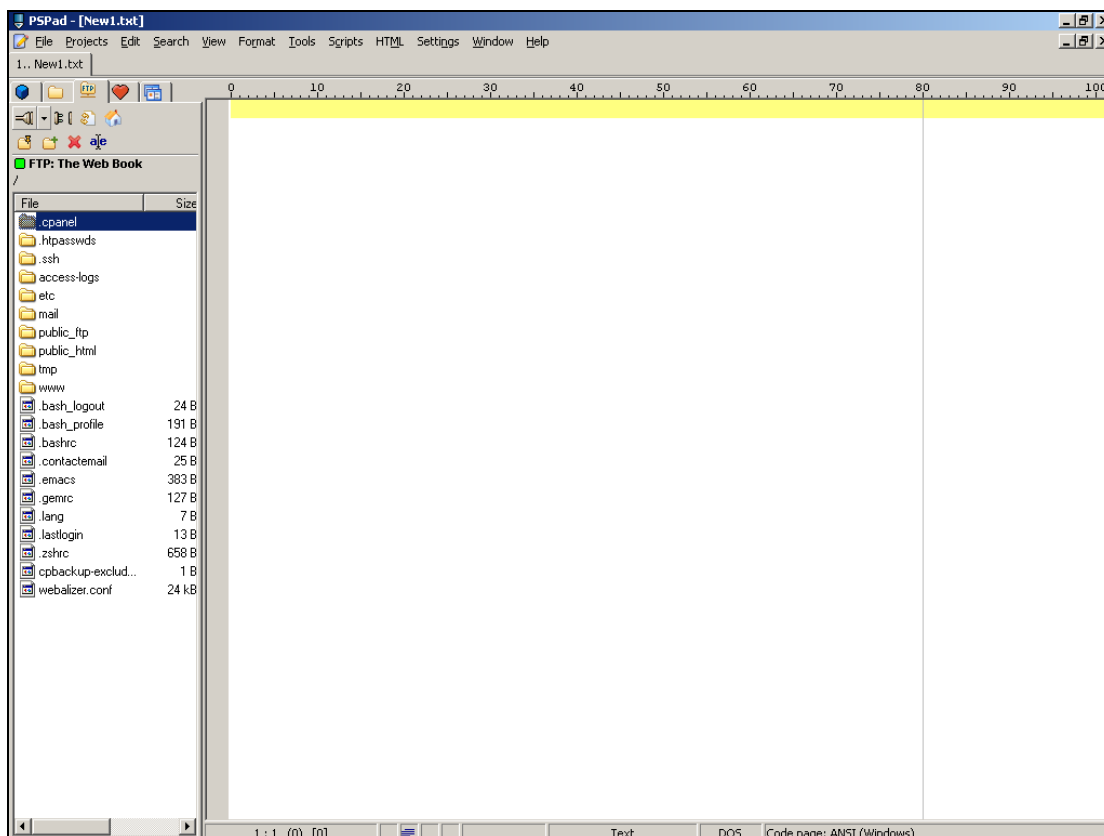 PSPad - [New1.txt]
File Projects Edit Search View Format Tools Scripts HTML Settings Window Help
1.. New1.txt
FTP
0 10 20 30 40 50 60 70 80 90 100
a|e
FTP: The Web Book
/
File Size
.cpanel
.htpasswds
.ssh
access-logs
etc
mail
public_ftp
public_html
tmp
www
.bash_logout 24 B
.bash_profile 191 B
.bashrc 124 B
.contactemail 25 B
.emacs 383 B
.gemrc 127 B
.lang 7 B
.lastlogin 13 B
.zshrc 658 B
cpbackup-exclud... 1 B
webalizer.conf 24 kB
1 : 1 (0) [0] Text DOS Code page: ANSI (Windows)